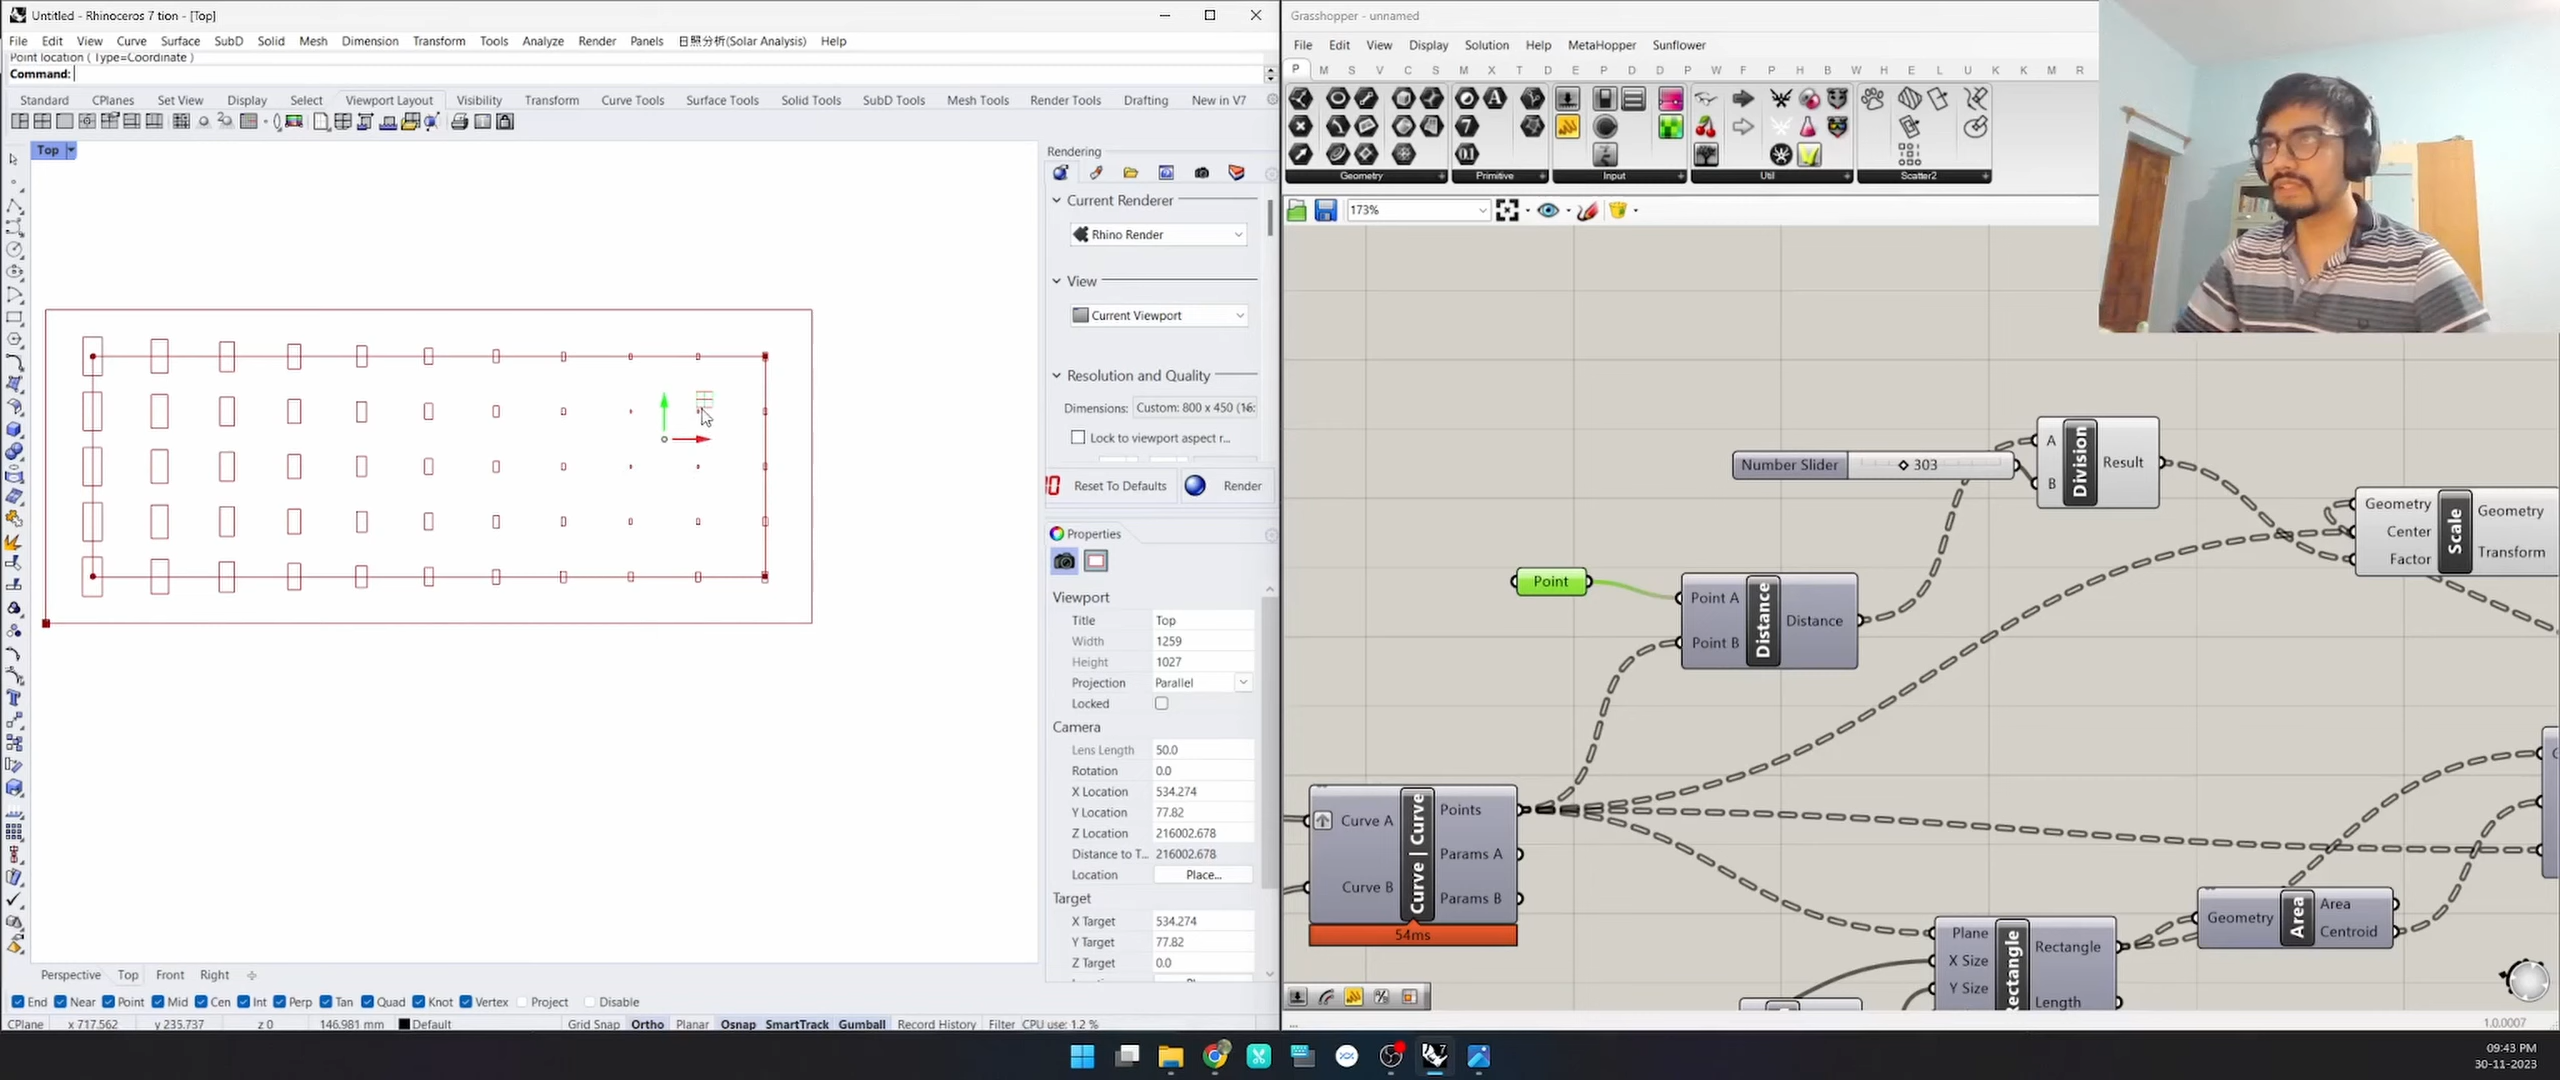 Untitled - Rhinoceros 7 tion - [Top]
File Edit View Curve Surface SubD Solid Mesh Dimension Transform Tools Analyze Render Panels 日照分析(Solar Analysis) Help
Point location ( Type=Coordinate )
Command:
Standard CPlanes Set View Display Select Viewport Layout Visibility Transform Curve Tools Surface Tools Solid Tools SubD Tools Mesh Tools Render Tools Drafting New in V7
Top
Rendering
Current Renderer
Rhino Render
View
Current Viewport
Resolution and Quality
Dimensions: Custom: 800 x 450 (16:
Lock to viewport aspect r...
Reset To Defaults Render
Properties
Viewport
Title Top
Width 1259
Height 1027
Projection Parallel
Locked
Camera
Lens Length 50.0
Rotation 0.0
X Location 534.274
Y Location 77.82
Z Location 216002.678
Distance to T... 216002.678
Location Place...
Target
X Target 534.274
Y Target 77.82
Z Target 0.0
Perspective Top Front Right
End Near Point Mid Cen Int Perp Tan Quad Knot Vertex Project Disable
CPlane x 717.562 y 235.737 z 0 146.981 mm Default Grid Snap Ortho Planar Osnap SmartTrack Gumball Record History Filter CPU use: 1.2 %
Grasshopper - unnamed
File Edit View Display Solution Help MetaHopper Sunflower
P M S V C S M X T D E P D D P W F T P H B W H E L U K K M R
Geometry Primitive Input Util Scatter2
173%
Number Slider 303
A
B
Division
Result
Geometry
Center
Factor
Scale
Geometry
Transform
Point
Point A
Point B
Distance
Distance
Curve A
Curve B
Curve | Curve
Points
Params A
Params B
54ms
Plane
X Size
Y Size
Rectangle
Rectangle
Length
Geometry
Area
Area
Centroid
1.0.0007
09:43 PM
30-11-2023